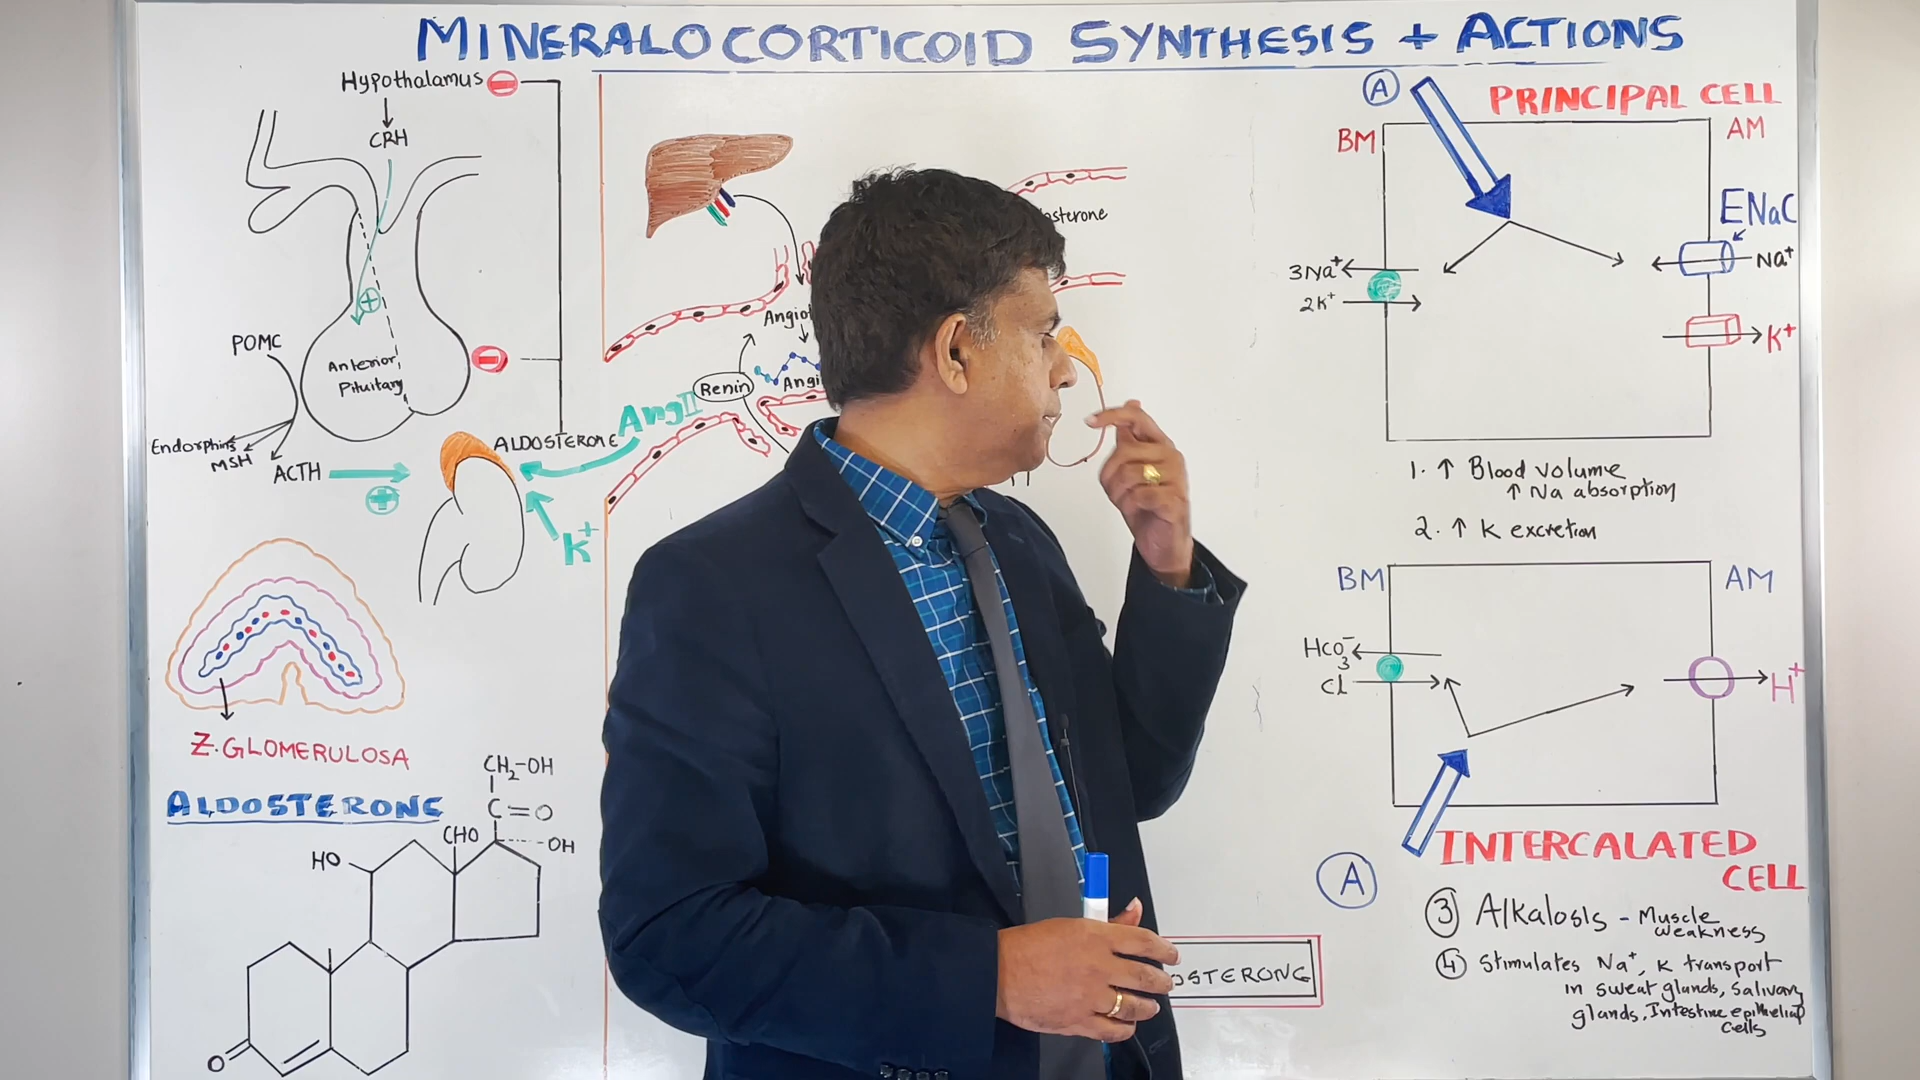 MINERALOCORTICOID SYNTHESIS + ACTIONS
Hypothalamus
CRH
POMC
Anterior
Pituitary
Endorphins
MSH
ACTH
ALDOSTERONE
Ang II
K+
Z. GLOMERULOSA
ALDOSTERONE
CH2-OH
C=O
CHO
OH
HO
O
Renin
A
PRINCIPAL CELL
BM
AM
ENaC
3Na+
Na+
2K+
K+
1. ↑ Blood volume
↑ Na absorption
2. ↑ K excretion
BM
AM
HCO3-
Cl
H+
INTERCALATED
CELL
A
3 Alkalosis - Muscle
weakness
4 Stimulates Na+, K transport
in sweat glands, Salivary
glands, Intestine epithelial
Cells